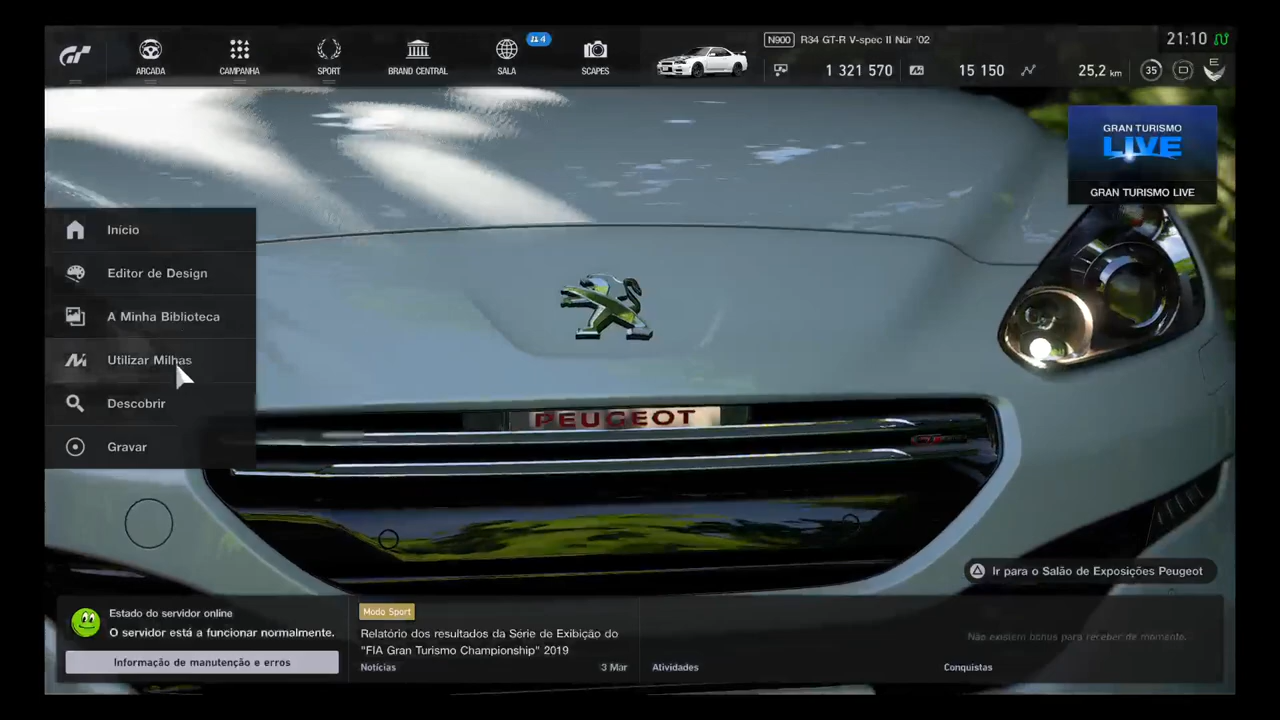 ARCADA
CAMPANHA
SPORT
BRAND CENTRAL
4
SALA
SCAPES
N900 R34 GT-R V-spec II Nür '02
1 321 570
15 150
25,2 km
21:10
35
E
GRAN TURISMO
LIVE
GRAN TURISMO LIVE
Início
Editor de Design
A Minha Biblioteca
Utilizar Milhas
Descobrir
Gravar
PEUGEOT
Ir para o Salão de Exposições Peugeot
Estado do servidor online
O servidor está a funcionar normalmente.
Informação de manutenção e erros
Modo Sport
Relatório dos resultados da Série de Exibição do
"FIA Gran Turismo Championship" 2019
Notícias
3 Mar
Não existem bonus para receber de momento.
Atividades
Conquistas